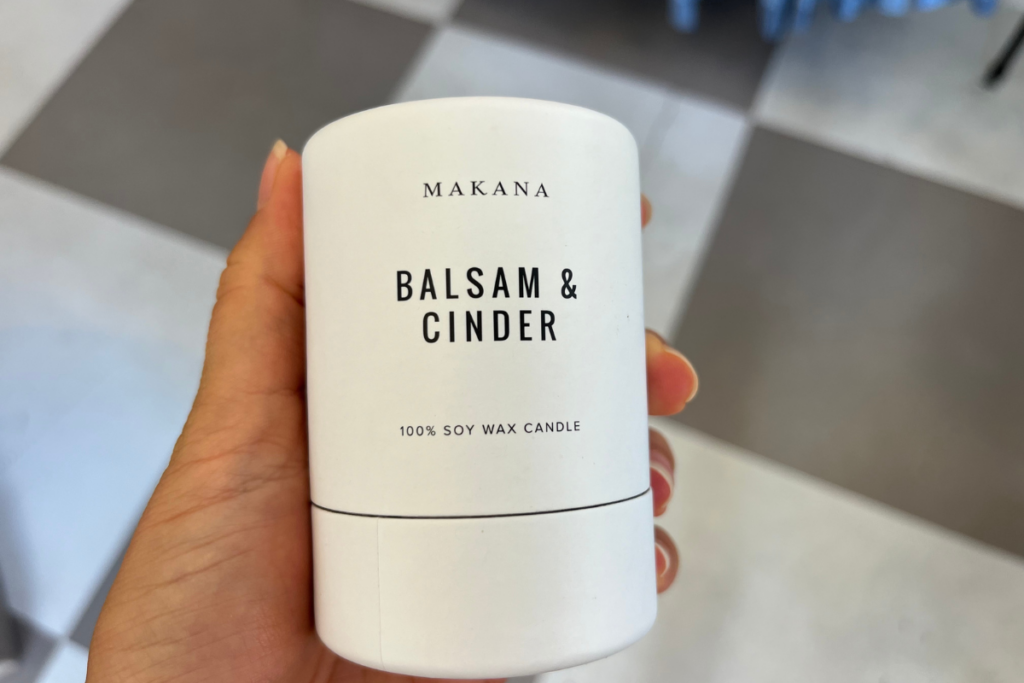 MAKANA
BALSAM &
CINDER
100% SOY WAX CANDLE